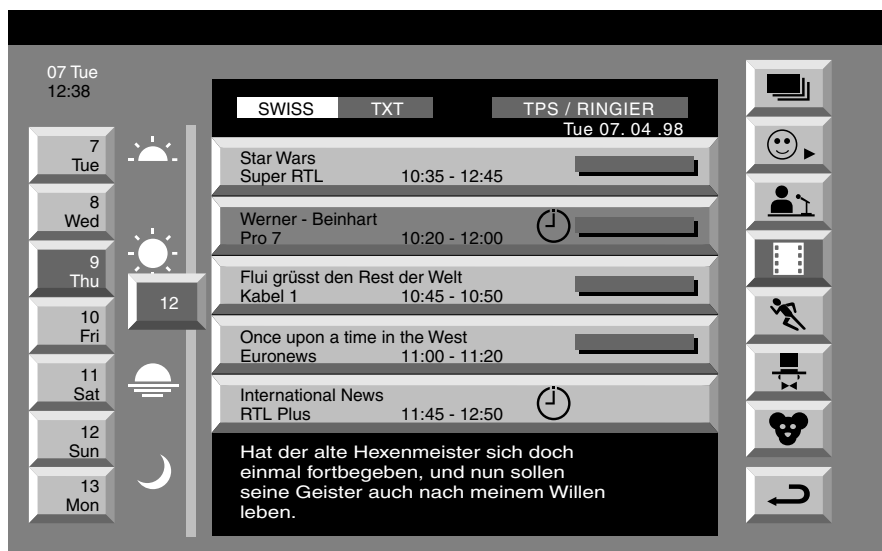 07 Tue
12:38
7
Tue
8
Wed
9
Thu
10
Fri
11
Sat
12
Sun
13
Mon
12
SWISS TXT TPS / RINGIER
Tue 07. 04 .98
Star Wars
Super RTL 10:35 - 12:45
Werner - Beinhart
Pro 7 10:20 - 12:00
Flui grüsst den Rest der Welt
Kabel 1 10:45 - 10:50
Once upon a time in the West
Euronews 11:00 - 11:20
International News
RTL Plus 11:45 - 12:50
Hat der alte Hexenmeister sich doch
einmal fortbegeben, und nun sollen
seine Geister auch nach meinem Willen
leben.